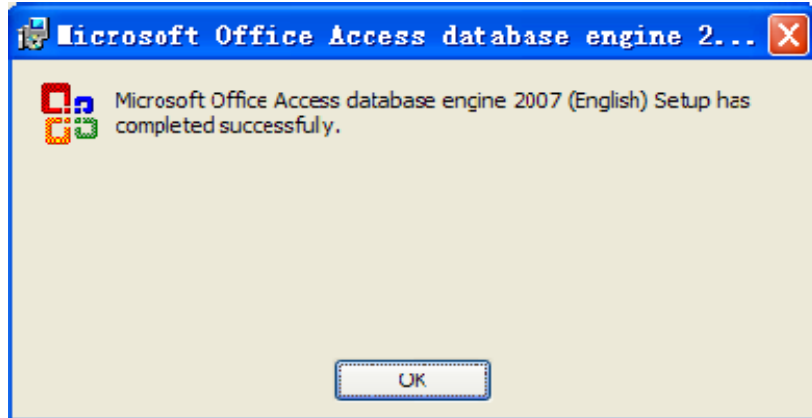 Microsoft Office Access database engine 2...
Microsoft Office Access database engine 2007 (English) Setup has
completed successfully.
OK